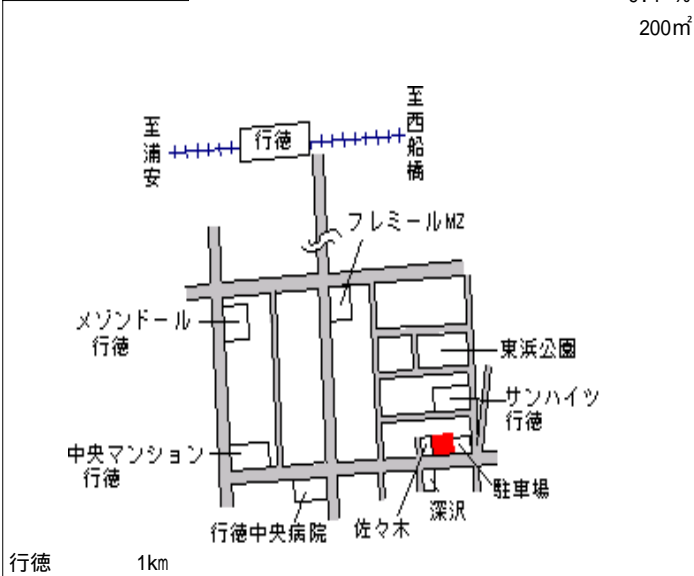 200㎡
至浦安
行徳
至西船橋
フレミールMZ
メゾンドール
行徳
東浜公園
サンハイツ
行徳
中央マンション
行徳
駐車場
深沢
佐々木
行徳中央病院
行徳 1km